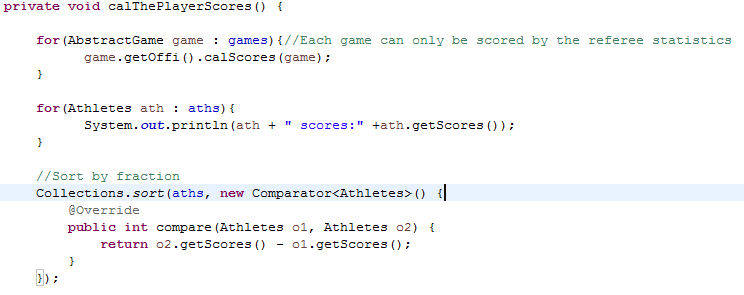 private void calThePlayerScores() {
for(AbstractGame game : games){//Each game can only be scored by the referee statistics
game.getOffi().calScores(game);
}
for(Athletes ath : aths){
System.out.println(ath + " scores:" +ath.getScores());
}
//Sort by fraction
Collections.sort(aths, new Comparator<Athletes>() {
@Override
public int compare(Athletes o1, Athletes o2) {
return o2.getScores() - o1.getScores();
}
});